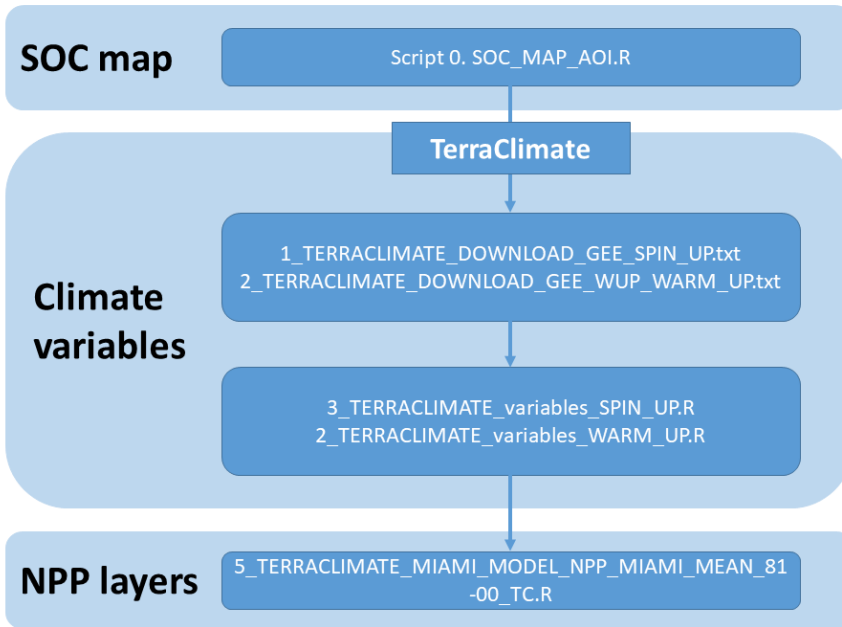 SOC map
Script 0. SOC_MAP_AOI.R
TerraClimate
Climate
variables
1_TERRACLIMATE_DOWNLOAD_GEE_SPIN_UP.txt
2_TERRACLIMATE_DOWNLOAD_GEE_WUP_WARM_UP.txt
3_TERRACLIMATE_variables_SPIN_UP.R
2_TERRACLIMATE_variables_WARM_UP.R
NPP layers
5_TERRACLIMATE_MIAMI_MODEL_NPP_MIAMI_MEAN_81
-00_TC.R